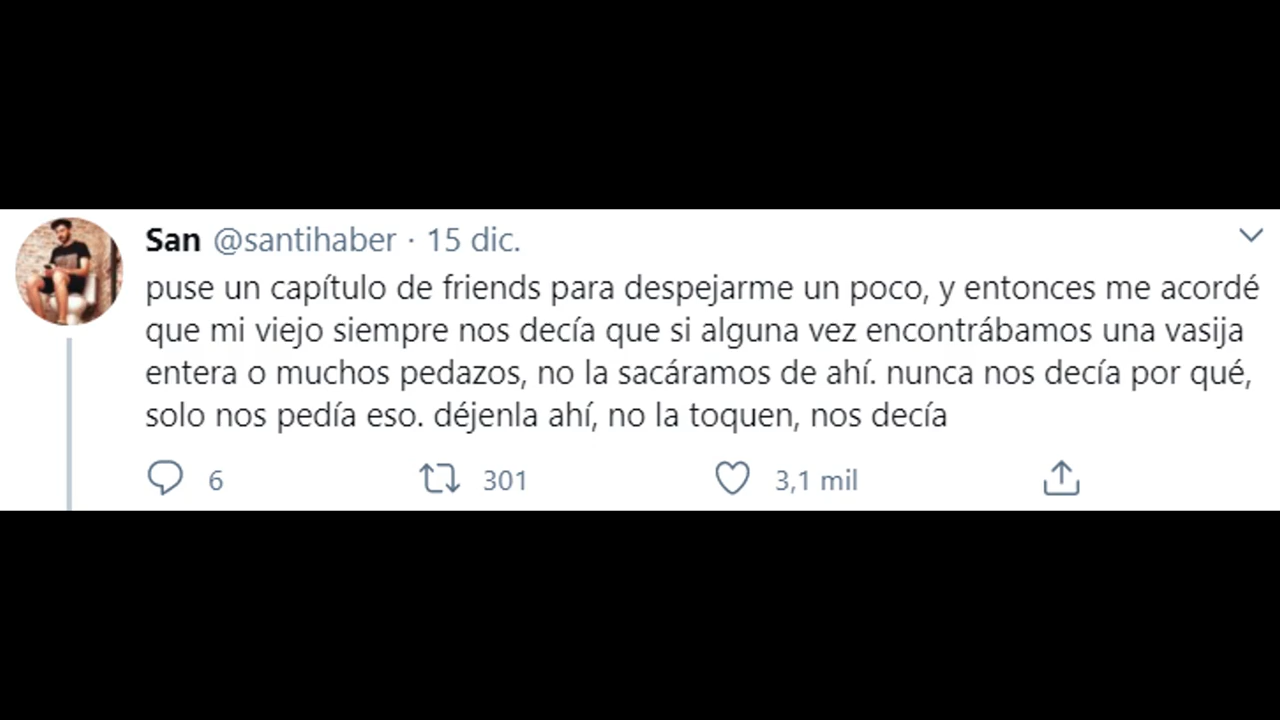 San @santihaber · 15 dic.
puse un capítulo de friends para despejarme un poco, y entonces me acordé
que mi viejo siempre nos decía que si alguna vez encontrábamos una vasija
entera o muchos pedazos, no la sacáramos de ahí. nunca nos decía por qué,
solo nos pedía eso. déjenla ahí, no la toquen, nos decía
6 301 3,1 mil